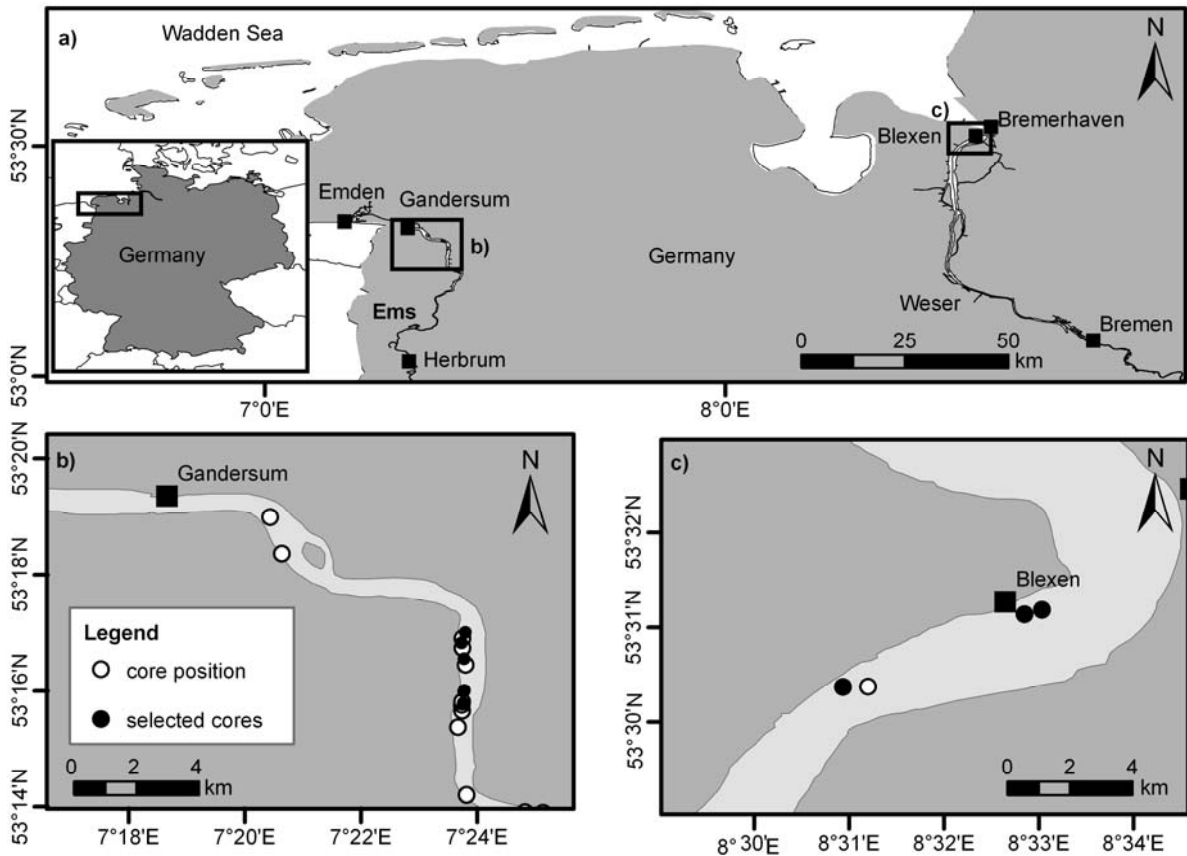 a)
Wadden Sea
N
c)
Bremerhaven
Blexen
53°30'N
Emden
Gandersum
b)
Germany
Germany
Ems
Weser
Bremen
Herbrum
0 25 50
km
53°0'N
7°0'E 8°0'E
b)
N
Gandersum
53°20'N
53°18'N
53°16'N
53°14'N
Legend
core position
selected cores
0 2 4
km
7°18'E 7°20'E 7°22'E 7°24'E
c)
N
Blexen
53°32'N
53°31'N
53°30'N
0 2 4
km
8°30'E 8°31'E 8°32'E 8°33'E 8°34'E